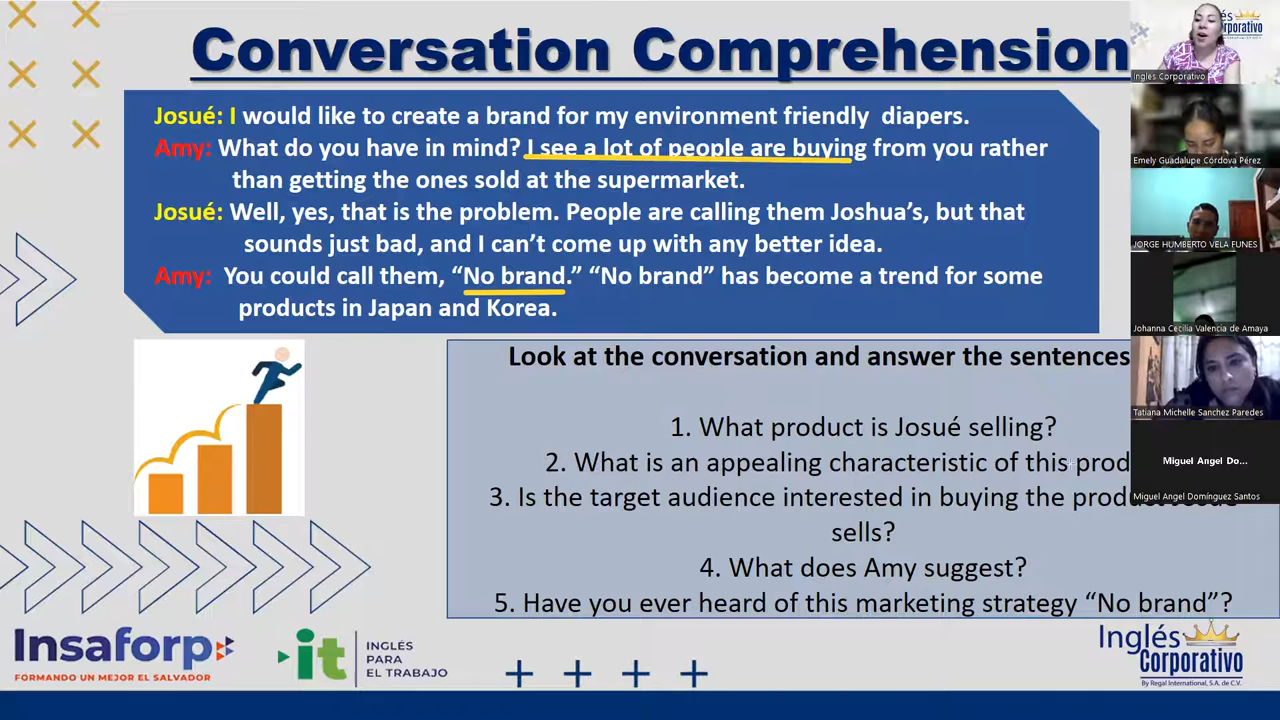 Conversation Comprehension
Josué: I would like to create a brand for my environment friendly diapers.
Amy: What do you have in mind? I see a lot of people are buying from you rather
than getting the ones sold at the supermarket.
Josué: Well, yes, that is the problem. People are calling them Joshua’s, but that
sounds just bad, and I can’t come up with any better idea.
Amy: You could call them, “No brand.” “No brand” has become a trend for some
products in Japan and Korea.
Look at the conversation and answer the sentences
1. What product is Josué selling?
2. What is an appealing characteristic of this prod
3. Is the target audience interested in buying the product Josué
sells?
4. What does Amy suggest?
5. Have you ever heard of this marketing strategy “No brand”?
Insaforp
FORMANDO UN MEJOR EL SALVADOR
it
INGLÉS
PARA
EL TRABAJO
Inglés
Corporativo
By Regal International, S.A. de C.V.
Inglés Corporativo
Emely Guadalupe Córdova Pérez
JORGE HUMBERTO VELA FUNES
Johanna Cecilia Valencia de Amaya
Tatiana Michelle Sanchez Paredes
Miguel Angel Do...
Miguel Angel Domínguez Santos